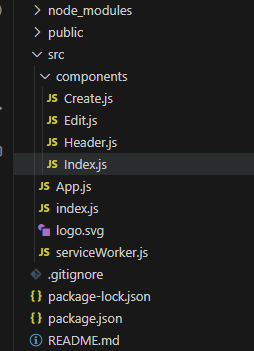 node_modules
public
src
components
JS Create.js
JS Edit.js
JS Header.js
JS Index.js
JS App.js
JS index.js
logo.svg
JS serviceWorker.js
.gitignore
{} package-lock.json
{} package.json
README.md